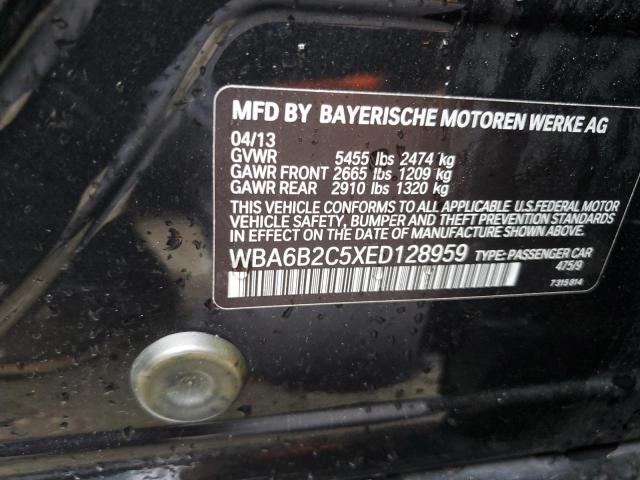 MFD BY BAYERISCHE MOTOREN WERKE AG
04/13
GVWR 5455 lbs 2474 kg
GAWR FRONT 2665 lbs 1209 kg
GAWR REAR 2910 lbs 1320 kg
THIS VEHICLE CONFORMS TO ALL APPLICABLE U.S.FEDERAL MOTOR
VEHICLE SAFETY, BUMPER AND THEFT PREVENTION STANDARDS
IN EFFECT ON THE DATE OF MANUFACTURE SHOWN ABOVE.
WBA6B2C5XED128959 TYPE: PASSENGER CAR
475/9
7315814